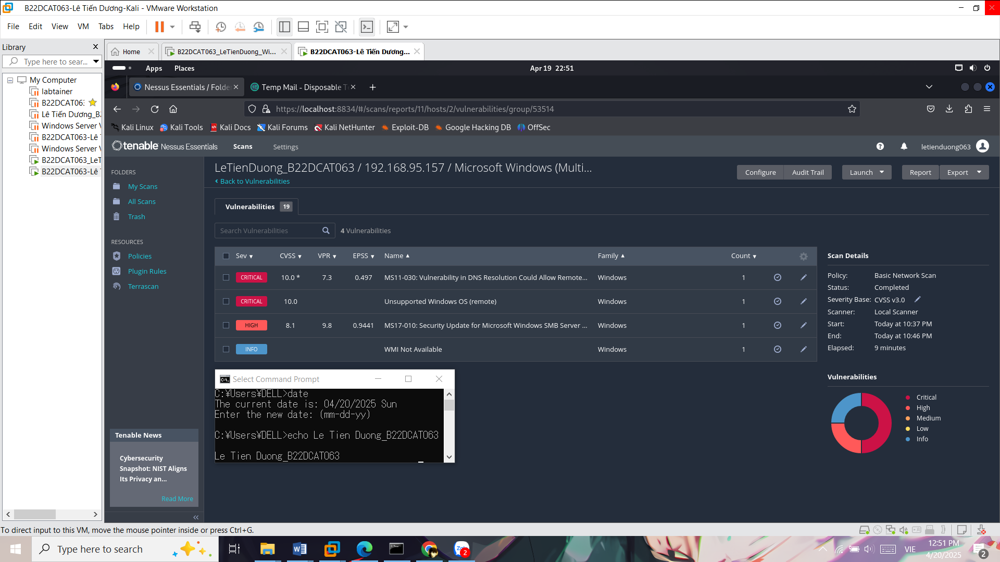 B22DCAT063-Lê Tiến Dương-Kali - VMware Workstation
File Edit View VM Tabs Help
Library
Type here to sear...
My Computer
labtainer
B22DCAT06
Lê Tiến Dương_B
Windows Server
B22DCAT063-Lê
Windows Server
B22DCAT063_LeT
B22DCAT063-Lê
Home
B22DCAT063_LeTienDuong_Wi...
B22DCAT063-Lê Tiến Dương...
Apps Places
Apr 19 22:51
Nessus Essentials / Folde
Temp Mail - Disposable T
https://localhost:8834/#/scans/reports/11/hosts/2/vulnerabilities/group/53514
Kali Linux Kali Tools Kali Docs Kali Forums Kali NetHunter Exploit-DB Google Hacking DB OffSec
tenable Nessus Essentials Scans Settings
letienduong063
FOLDERS
My Scans
All Scans
Trash
RESOURCES
Policies
Plugin Rules
Terrascan
Tenable News
Cybersecurity
Snapshot: NIST Aligns
Its Privacy an...
Read More
LeTienDuong_B22DCAT063 / 192.168.95.157 / Microsoft Windows (Multi...
Back to Vulnerabilities
Configure Audit Trail Launch Report Export
Vulnerabilities 19
Search Vulnerabilities
4 Vulnerabilities
Sev CVSS VPR EPSS Name Family Count
CRITICAL 10.0 * 7.3 0.497 MS11-030: Vulnerability in DNS Resolution Could Allow Remote... Windows 1
CRITICAL 10.0 Unsupported Windows OS (remote) Windows 1
HIGH 8.1 9.8 0.9441 MS17-010: Security Update for Microsoft Windows SMB Server ... Windows 1
INFO WMI Not Available Windows 1
Scan Details
Policy: Basic Network Scan
Status: Completed
Severity Base: CVSS v3.0
Scanner: Local Scanner
Start: Today at 10:37 PM
End: Today at 10:46 PM
Elapsed: 9 minutes
Vulnerabilities
Critical
High
Medium
Low
Info
Select Command Prompt
C:¥Users¥DELL>date
The current date is: 04/20/2025 Sun
Enter the new date: (mm-dd-yy)
C:¥Users¥DELL>echo Le Tien Duong_B22DCAT063
Le Tien Duong_B22DCAT063
To direct input to this VM, move the mouse pointer inside or press Ctrl+G.
Type here to search
2
VIE
12:51 PM
4/20/2025
2